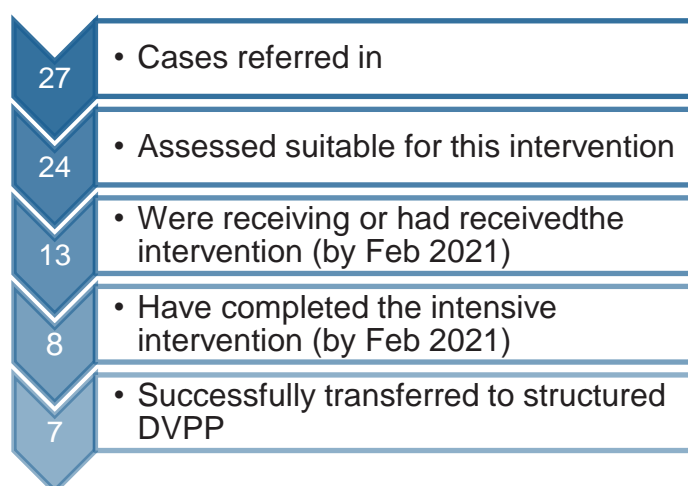 27
• Cases referred in
24
• Assessed suitable for this intervention
13
• Were receiving or had receivedthe
intervention (by Feb 2021)
8
• Have completed the intensive
intervention (by Feb 2021)
7
• Successfully transferred to structured
DVPP